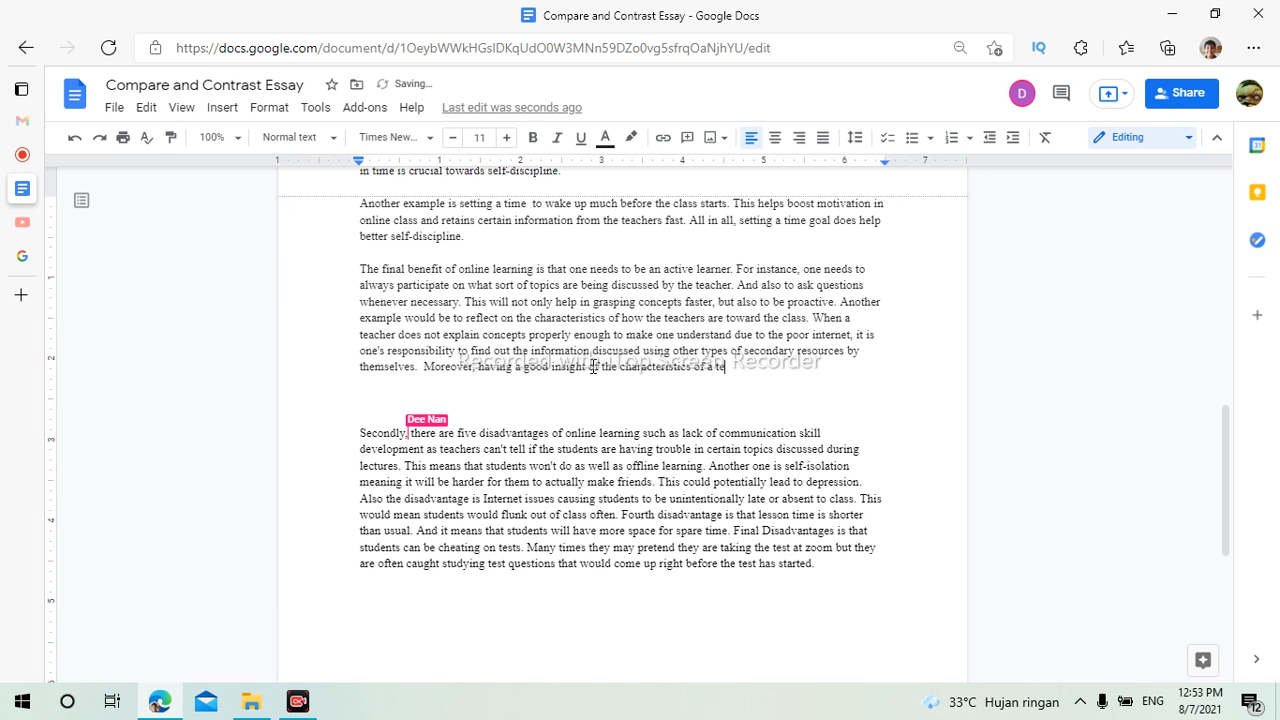 Compare and Contrast Essay - Google Docs
https://docs.google.com/document/d/1OeybWWkHGsIDKqUdO0W3MNn59DZo0vg5sfrqOaNjhYU/edit
Compare and Contrast Essay
Saving...
File Edit View Insert Format Tools Add-ons Help Last edit was seconds ago
D
Share
100% Normal text Times New... 11 B I U A Editing
1 1 2 3 4 5 6 7
in time is crucial towards self-discipline.
Another example is setting a time  to wake up much before the class starts. This helps boost motivation in
online class and retains certain information from the teachers fast. All in all, setting a time goal does help
better self-discipline.
The final benefit of online learning is that one needs to be an active learner. For instance, one needs to
always participate on what sort of topics are being discussed by the teacher. And also to ask questions
whenever necessary. This will not only help in grasping concepts faster, but also to be proactive. Another
example would be to reflect on the characteristics of how the teachers are toward the class. When a
teacher does not explain concepts properly enough to make one understand due to the poor internet, it is
one's responsibility to find out the information discussed using other types of secondary resources by
themselves.  Moreover, having a good insight of the characteristics of a te
Recorded with iTop Screen Recorder
Dee Nan
Secondly, there are five disadvantages of online learning such as lack of communication skill
development as teachers can't tell if the students are having trouble in certain topics discussed during
lectures. This means that students won't do as well as offline learning. Another one is self-isolation
meaning it will be harder for them to actually make friends. This could potentially lead to depression.
Also the disadvantage is Internet issues causing students to be unintentionally late or absent to class. This
would mean students would flunk out of class often. Fourth disadvantage is that lesson time is shorter
than usual. And it means that students will have more space for spare time. Final Disadvantages is that
students can be cheating on tests. Many times they may pretend they are taking the test at zoom but they
are often caught studying test questions that would come up right before the test has started.
1
2
3
4
5
33°C Hujan ringan ENG 12:53 PM
8/7/2021
12